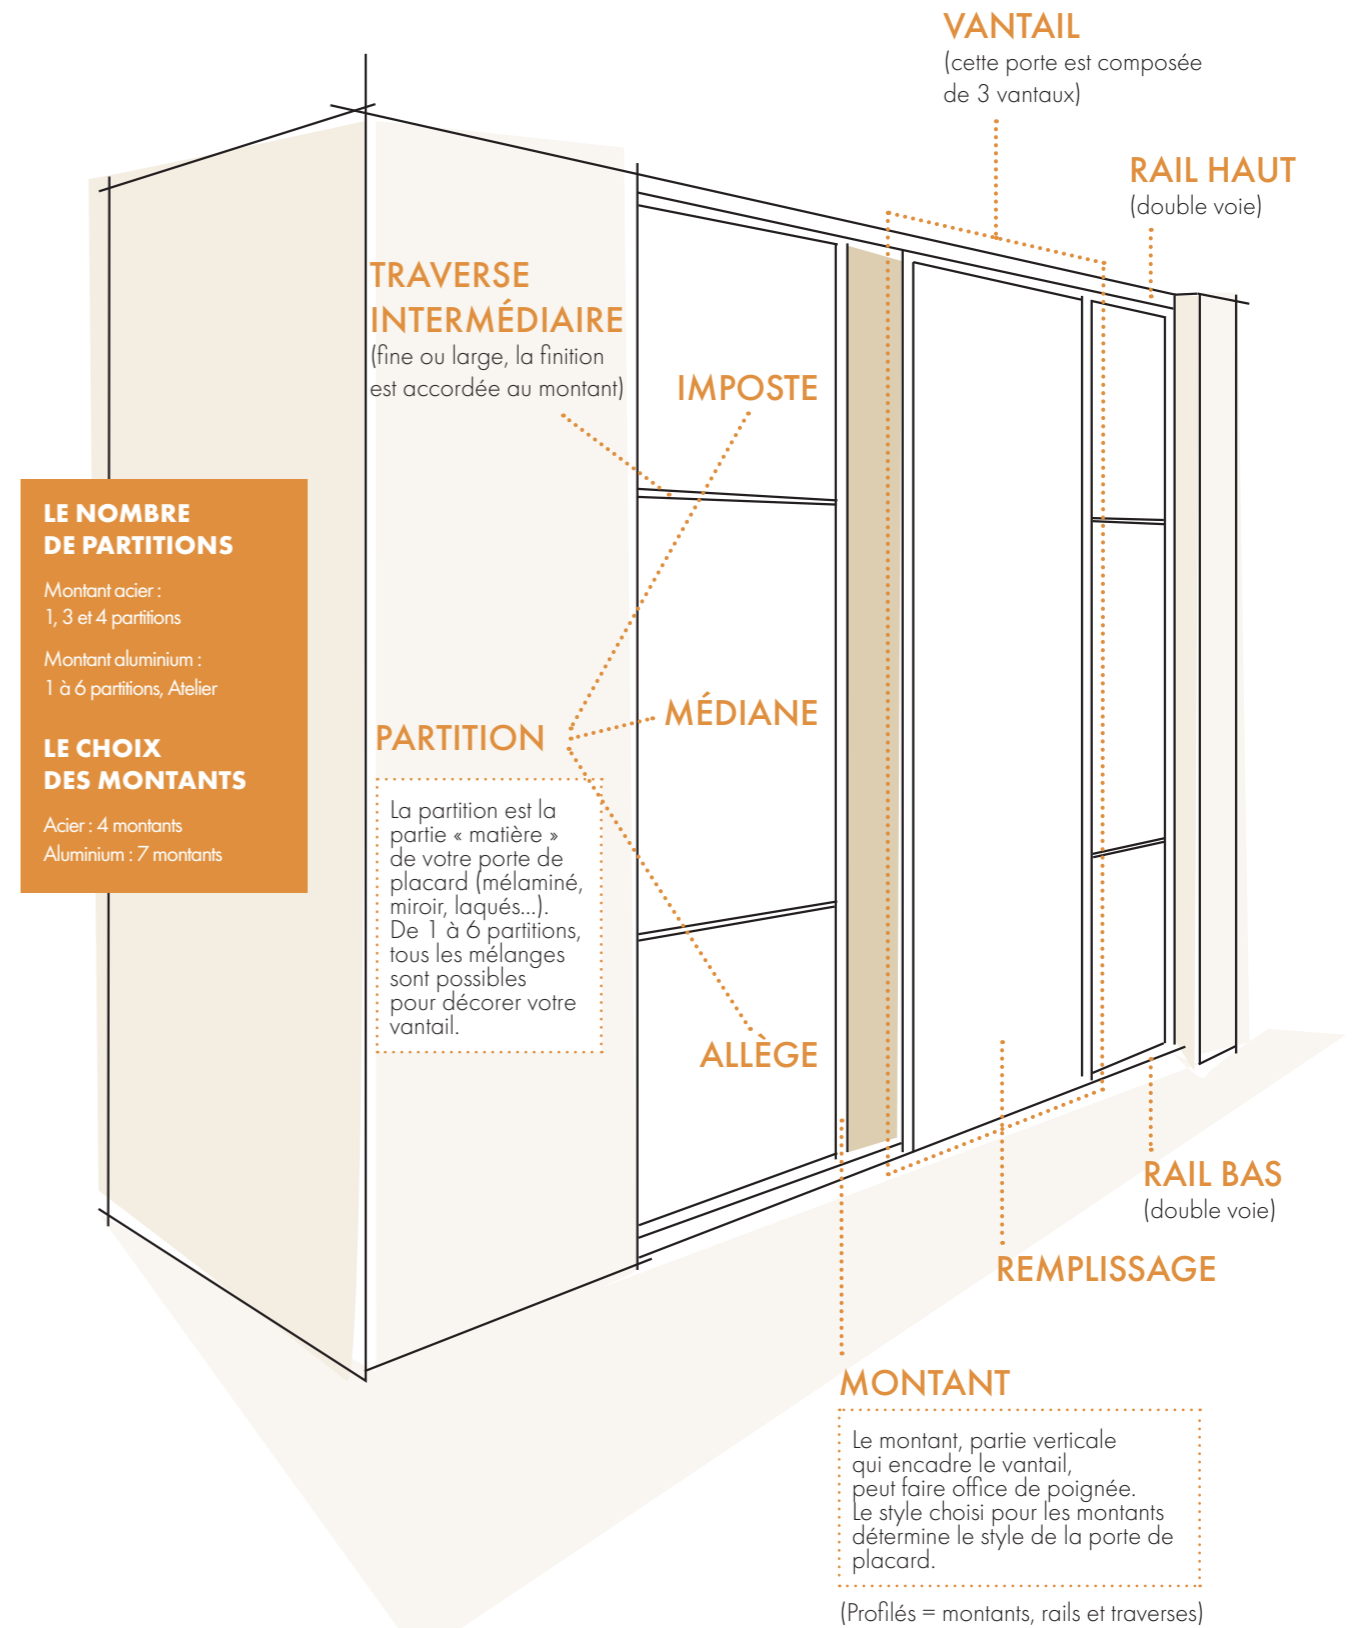 VANTAIL
(cette porte est composée
de 3 vantaux)
RAIL HAUT
(double voie)
TRAVERSE
INTERMÉDIAIRE
(fine ou large, la finition
est accordée au montant)
IMPOSTE
LE NOMBRE
DE PARTITIONS
Montant acier :
1, 3 et 4 partitions
Montant aluminium :
1 à 6 partitions, Atelier
LE CHOIX
DES MONTANTS
Acier : 4 montants
Aluminium : 7 montants
MÉDIANE
PARTITION
La partition est la
partie « matière »
de votre porte de
placard (mélaminé,
miroir, laqués...).
De 1 à 6 partitions,
tous les mélanges
sont possibles
pour décorer votre
vantail.
ALLÈGE
RAIL BAS
(double voie)
REMPLISSAGE
MONTANT
Le montant, partie verticale
qui encadre le vantail,
peut faire office de poignée.
Le style choisi pour les montants
détermine le style de la porte de
placard.
(Profilés = montants, rails et traverses)